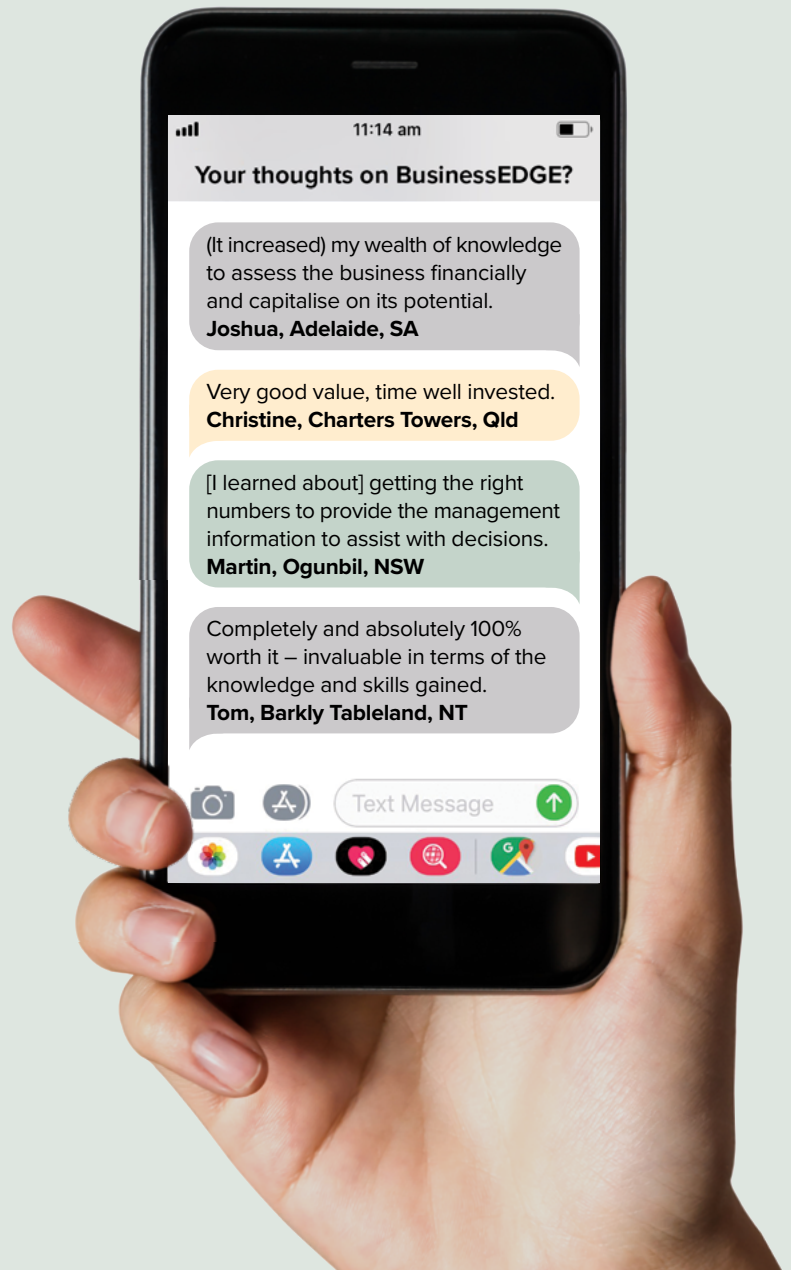 11:14 am
Your thoughts on BusinessEDGE?
(It increased) my wealth of knowledge
to assess the business financially
and capitalise on its potential.
Joshua, Adelaide, SA
Very good value, time well invested.
Christine, Charters Towers, Qld
[I learned about] getting the right
numbers to provide the management
information to assist with decisions.
Martin, Ogunbil, NSW
Completely and absolutely 100%
worth it – invaluable in terms of the
knowledge and skills gained.
Tom, Barkly Tableland, NT
Text Message
G